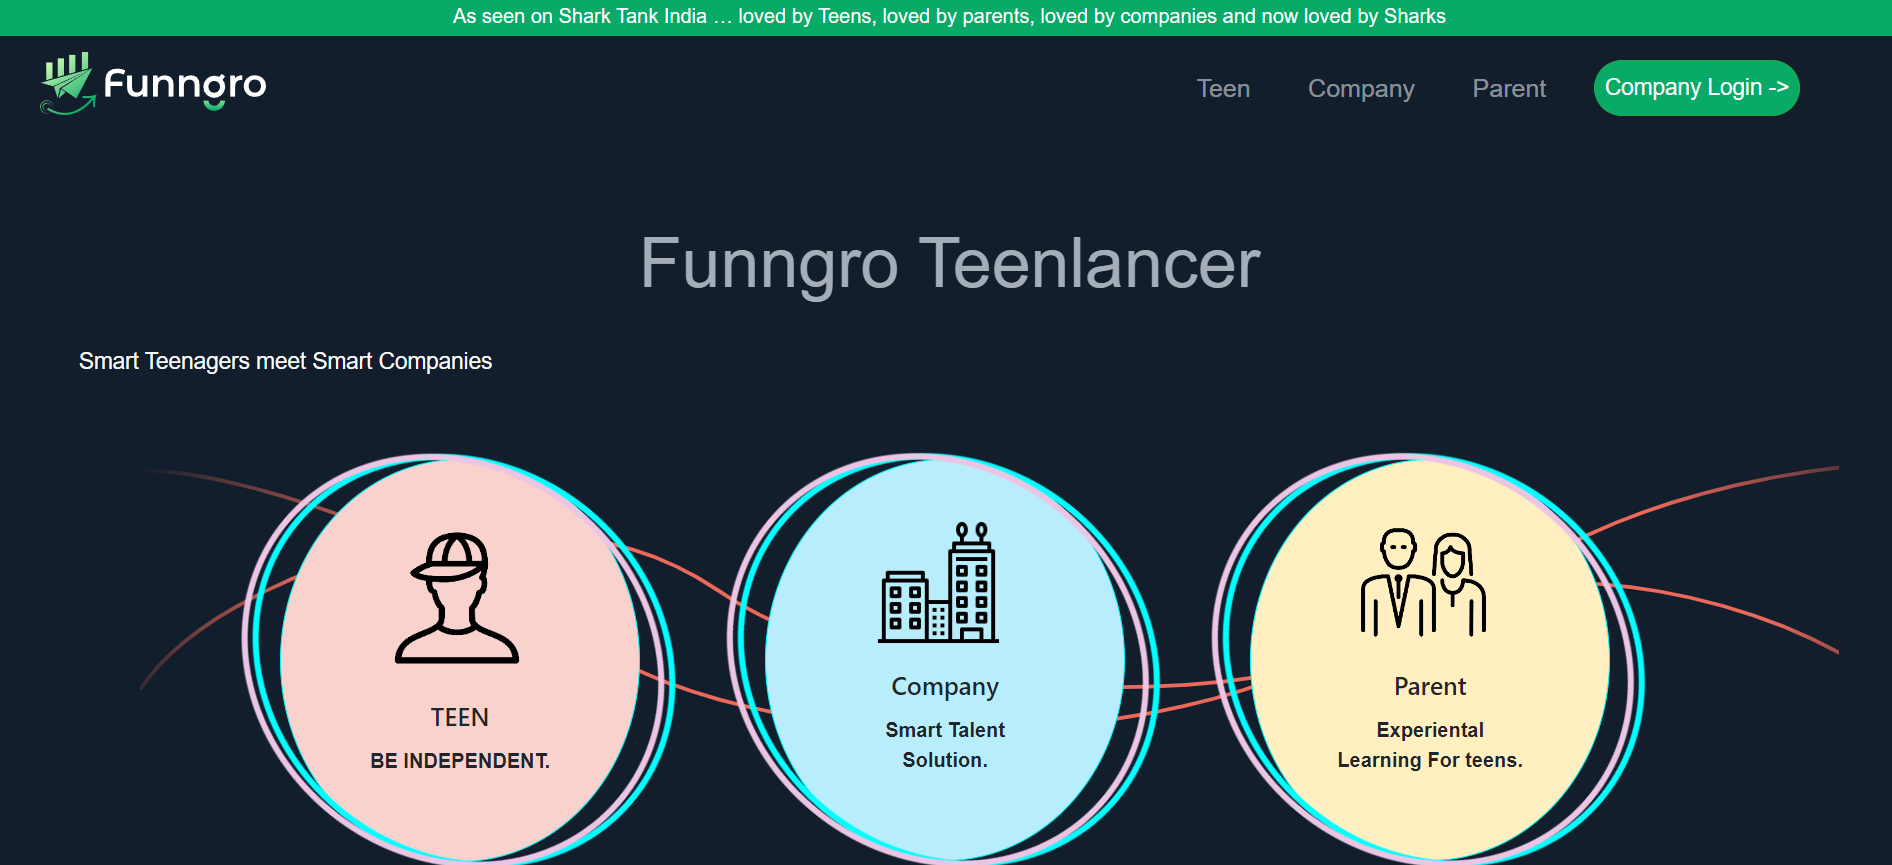 As seen on Shark Tank India ... loved by Teens, loved by parents, loved by companies and now loved by Sharks
Funngro
Teen
Company
Parent
Company Login ->
Funngro Teenlancer
Smart Teenagers meet Smart Companies
TEEN
BE INDEPENDENT.
Company
Smart Talent
Solution.
Parent
Experiental
Learning For teens.